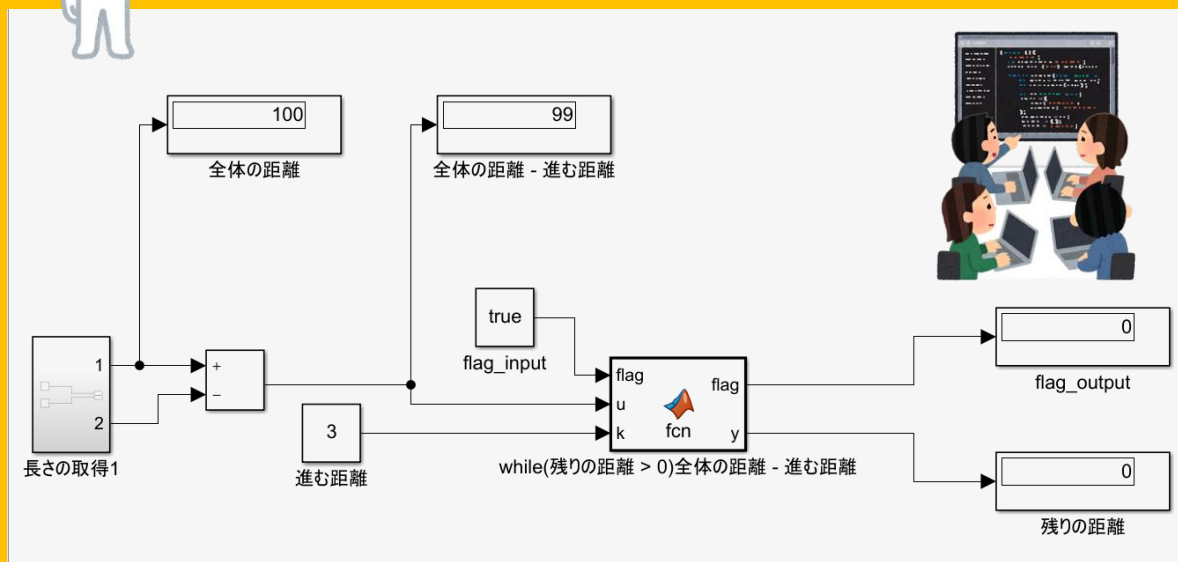 100
全体の距離
99
全体の距離 - 進む距離
true
flag_input
1
2
長さの取得1
+
−
3
進む距離
flag
u
k
fcn
flag
y
while(残りの距離 > 0)全体の距離 - 進む距離
0
flag_output
0
残りの距離